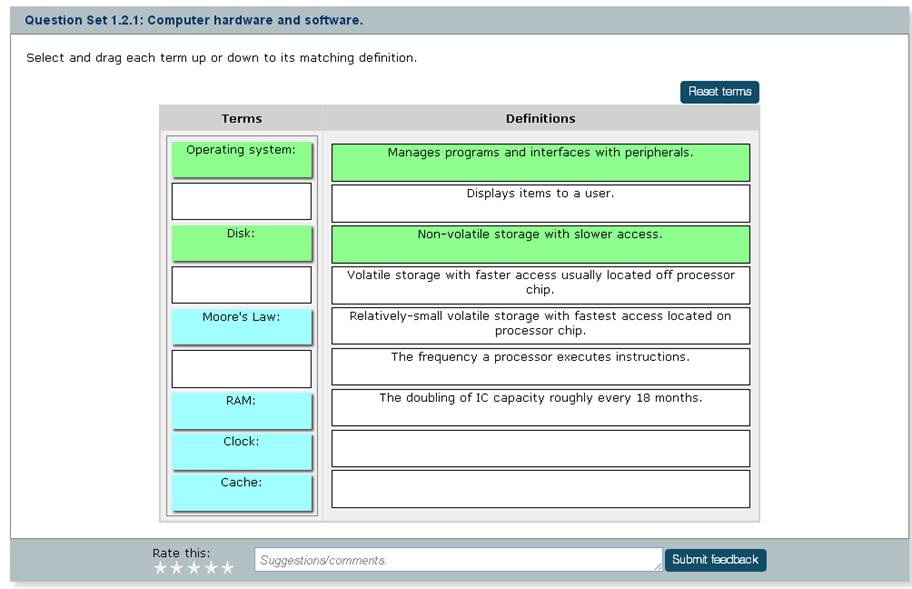 Question Set 1.2.1: Computer hardware and software.
Select and drag each term up or down to its matching definition.
Reset terms
Terms
Definitions
Operating system:
Manages programs and interfaces with peripherals.
Displays items to a user.
Disk:
Non-volatile storage with slower access.
Volatile storage with faster access usually located off processor
chip.
Moore's Law:
Relatively-small volatile storage with fastest access located on
processor chip.
The frequency a processor executes instructions.
RAM:
The doubling of IC capacity roughly every 18 months.
Clock:
Cache:
Rate this:
Suggestions/comments.
Submit feedback